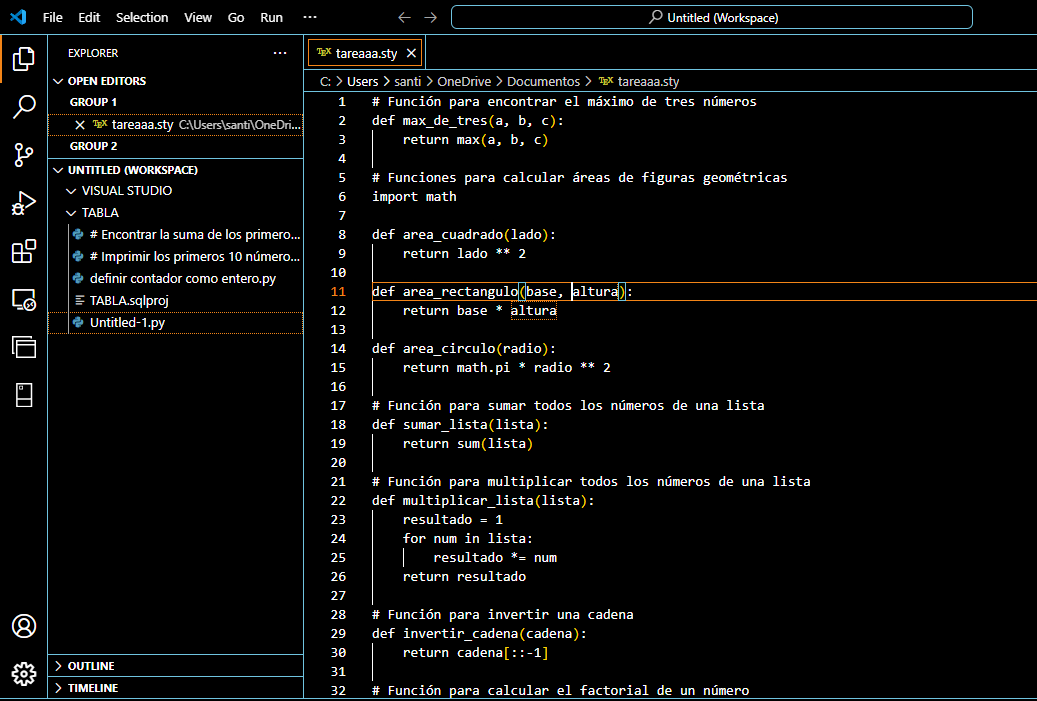 File Edit Selection View Go Run ··· Untitled (Workspace)
EXPLORER ···
OPEN EDITORS
GROUP 1
tareaaa.sty C:\Users\santi\OneDri...
GROUP 2
UNTITLED (WORKSPACE)
VISUAL STUDIO
TABLA
# Encontrar la suma de los primero...
# Imprimir los primeros 10 número...
definir contador como entero.py
TABLA.sqlproj
Untitled-1.py
OUTLINE
TIMELINE
TEX tareaaa.sty
C: > Users > santi > OneDrive > Documentos > TEX tareaaa.sty
1 # Función para encontrar el máximo de tres números
2 def max_de_tres(a, b, c):
3     return max(a, b, c)
4
5 # Funciones para calcular áreas de figuras geométricas
6 import math
7
8 def area_cuadrado(lado):
9     return lado ** 2
10
11 def area_rectangulo(base, altura):
12     return base * altura
13
14 def area_circulo(radio):
15     return math.pi * radio ** 2
16
17 # Función para sumar todos los números de una lista
18 def sumar_lista(lista):
19     return sum(lista)
20
21 # Función para multiplicar todos los números de una lista
22 def multiplicar_lista(lista):
23     resultado = 1
24     for num in lista:
25         resultado *= num
26     return resultado
27
28 # Función para invertir una cadena
29 def invertir_cadena(cadena):
30     return cadena[::-1]
31
32 # Función para calcular el factorial de un número